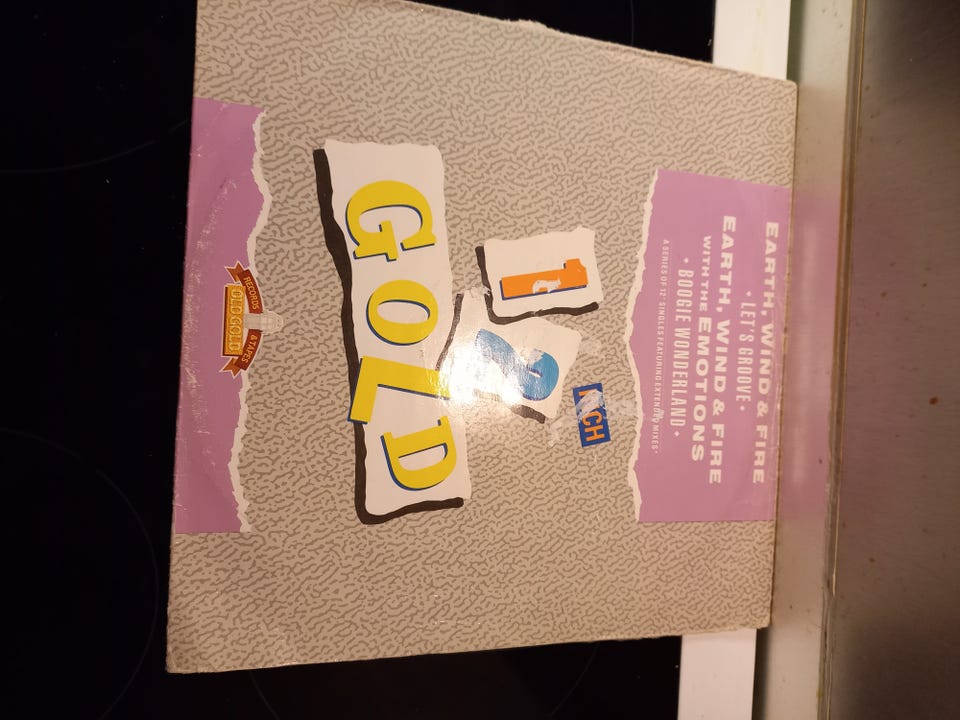 EARTH, WIND & FIRE
• LET'S GROOVE •
EARTH, WIND & FIRE
WITH THE EMOTIONS
• BOOGIE WONDERLAND •
A SERIES OF 12" SINGLES FEATURING EXTENDED MIXES*
12
INCH
GOLD
RECORDS & TAPES
OLD GOLD